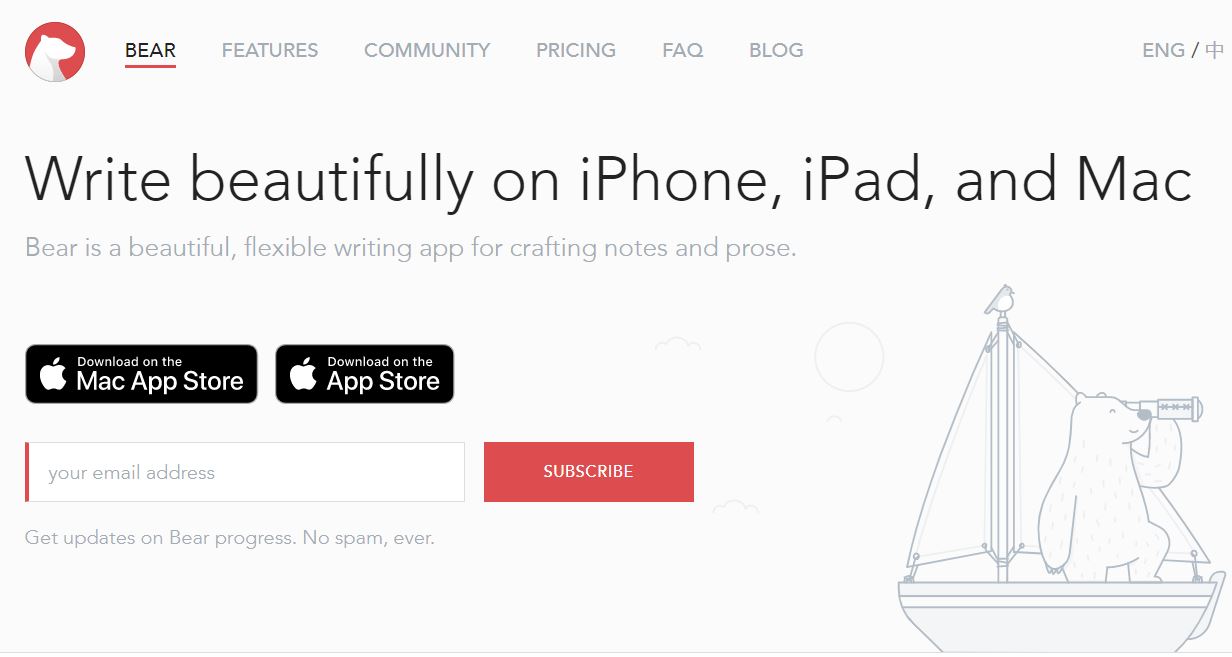 BEAR FEATURES COMMUNITY PRICING FAQ BLOG ENG / 中
Write beautifully on iPhone, iPad, and Mac
Bear is a beautiful, flexible writing app for crafting notes and prose.
Download on the
Mac App Store
Download on the
App Store
your email address
SUBSCRIBE
Get updates on Bear progress. No spam, ever.